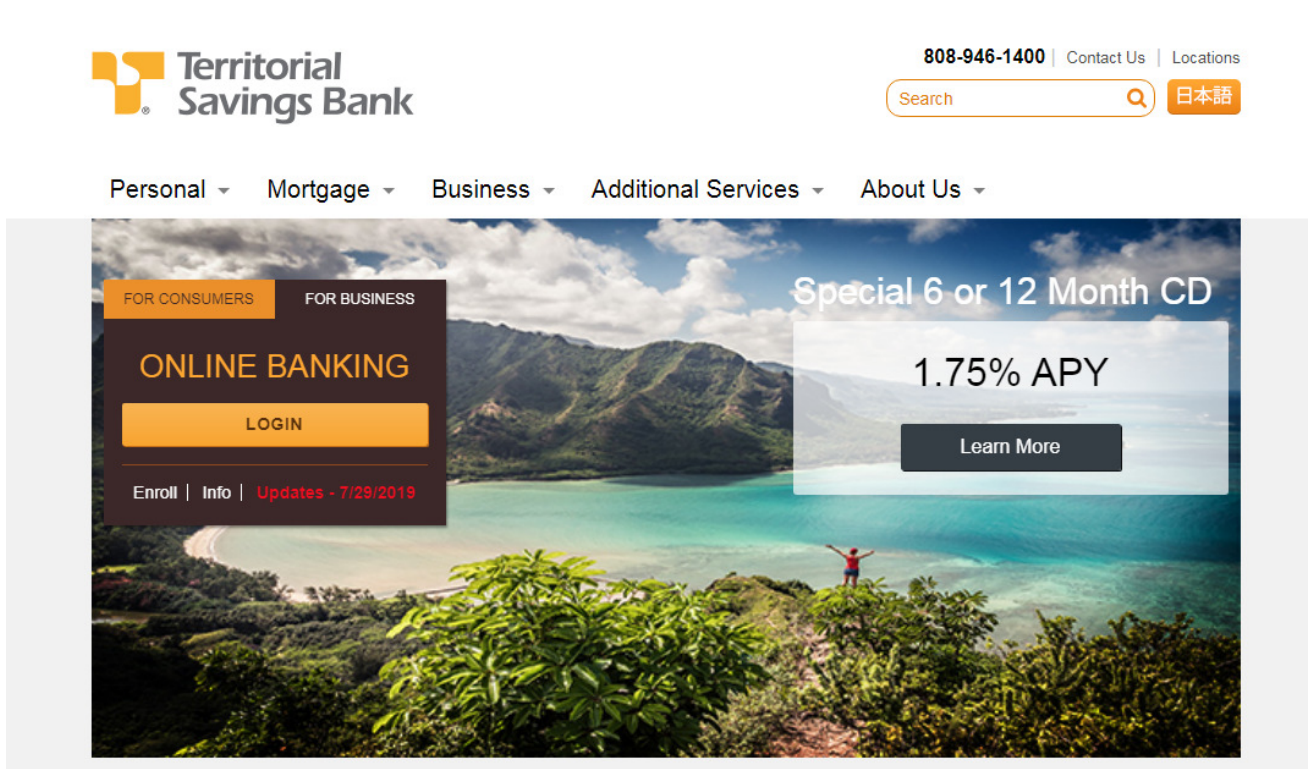 Territorial
Savings Bank
®
808-946-1400 | Contact Us | Locations
Search
日本語
Personal Mortgage Business Additional Services About Us
FOR CONSUMERS FOR BUSINESS
ONLINE BANKING
LOGIN
Enroll | Info | Updates - 7/29/2019
Special 6 or 12 Month CD
1.75% APY
Learn More